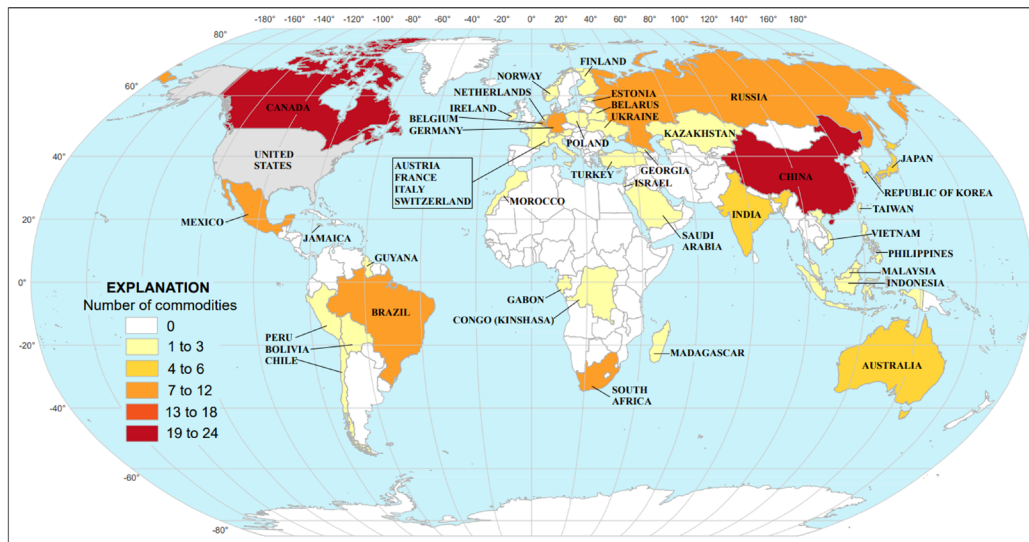 -180° -160° -140° -120° -100° -80° -60° -40° -20° 0° 20° 40° 60° 80° 100° 120° 140° 160° 180°
80°
60°
40°
20°
0°
-20°
-40°
-60°
-80°
CANADA
UNITED
STATES
MEXICO
JAMAICA
GUYANA
BRAZIL
PERU
BOLIVIA
CHILE
NORWAY
NETHERLANDS
IRELAND
BELGIUM
GERMANY
AUSTRIA
FRANCE
ITALY
SWITZERLAND
FINLAND
ESTONIA
BELARUS
UKRAINE
POLAND
TURKEY
GEORGIA
ISRAEL
MOROCCO
SAUDI
ARABIA
GABON
CONGO (KINSHASA)
MADAGASCAR
SOUTH
AFRICA
RUSSIA
KAZAKHSTAN
CHINA
INDIA
JAPAN
REPUBLIC OF KOREA
TAIWAN
VIETNAM
PHILIPPINES
MALAYSIA
INDONESIA
AUSTRALIA
EXPLANATION
Number of commodities
0
1 to 3
4 to 6
7 to 12
13 to 18
19 to 24